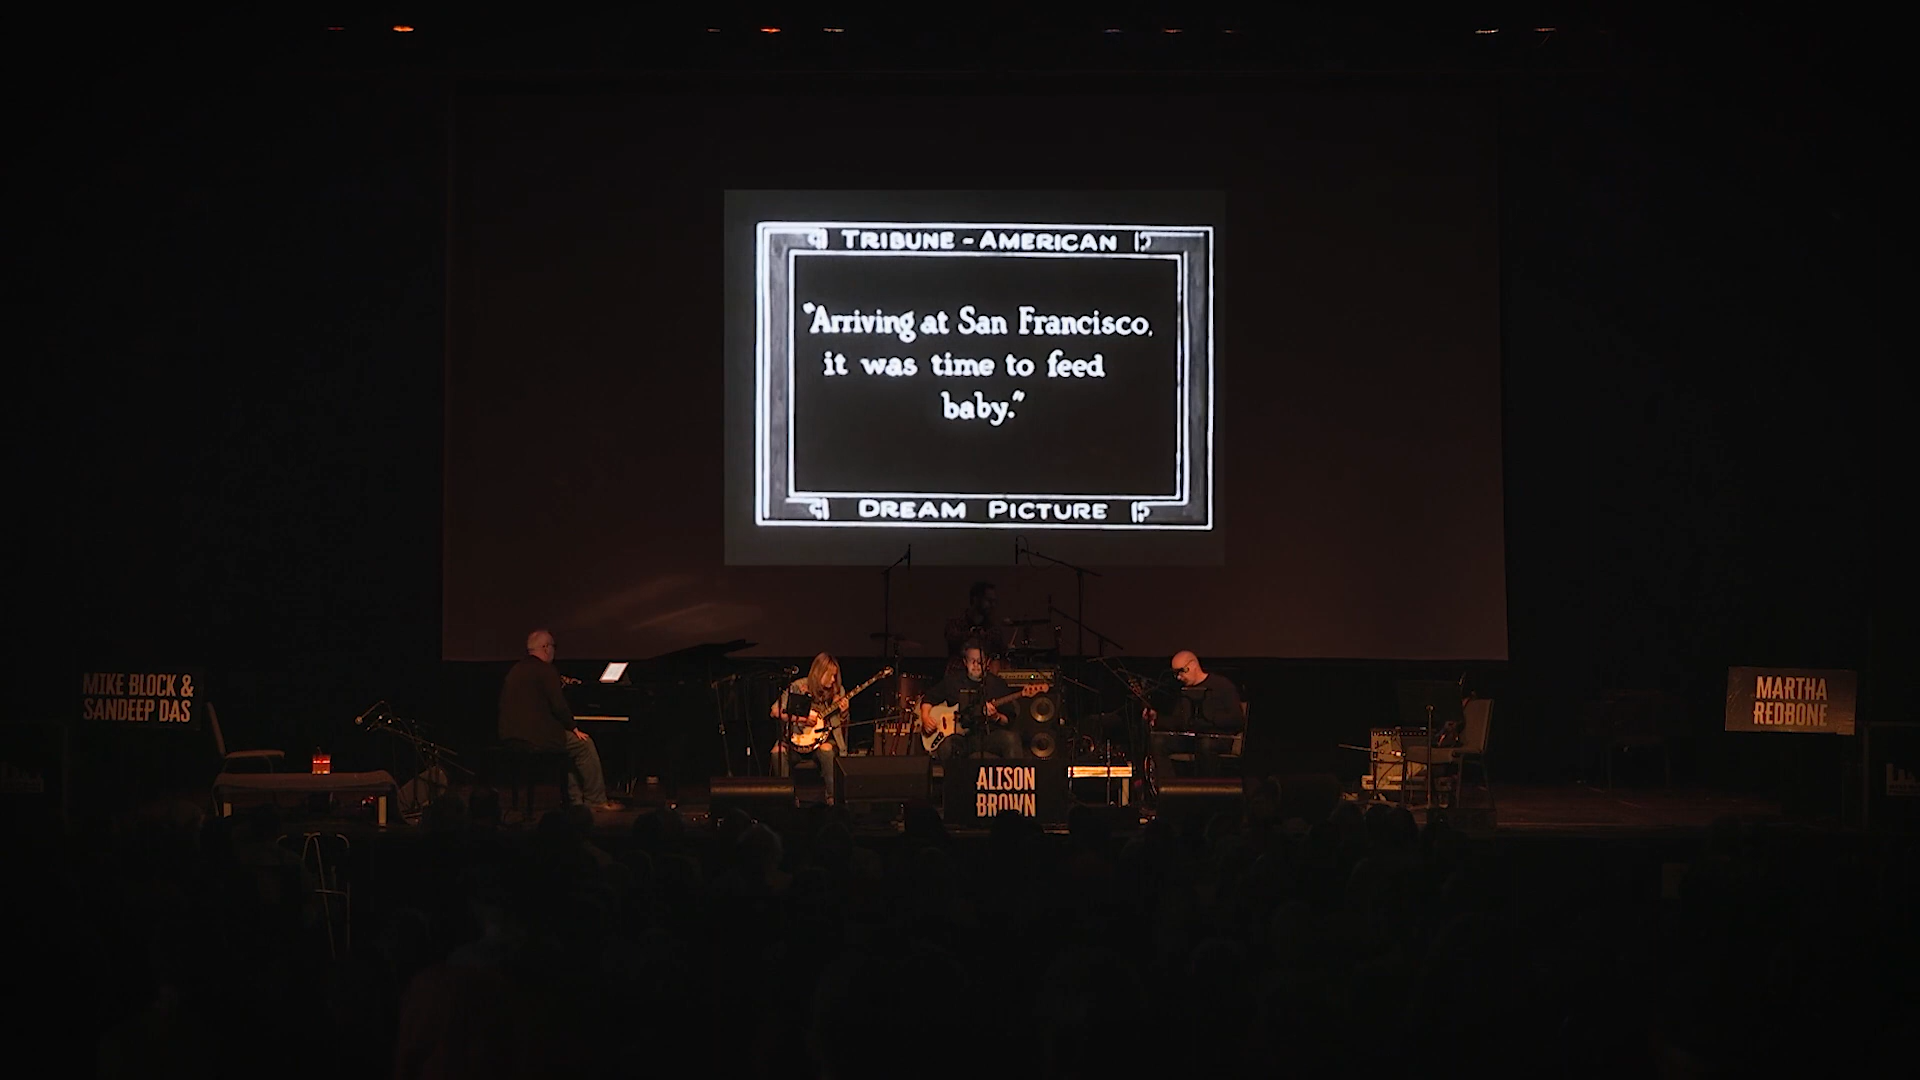 TRIBUNE-AMERICAN
"Arriving at San Francisco,
it was time to feed
baby."
DREAM PICTURE
MIKE BLOCK &
SANDEEP DAS
ALISON
BROWN
MARTHA
REDBONE